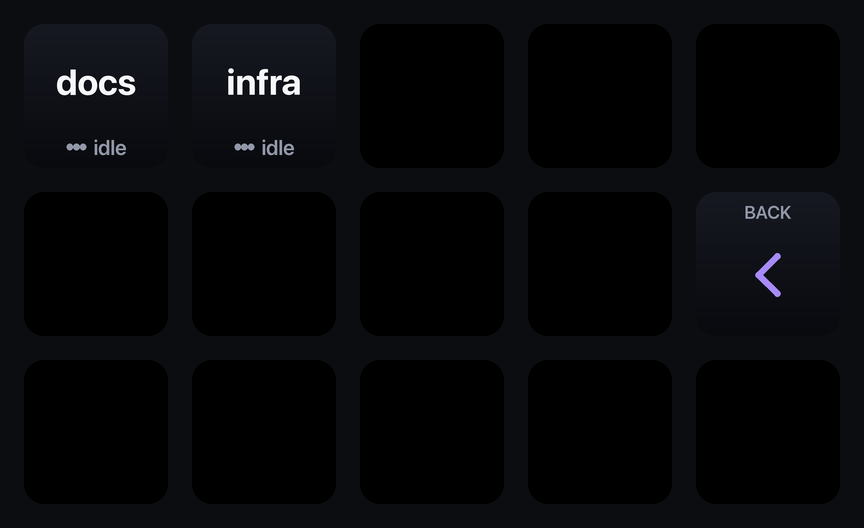 docs
••• idle
infra
••• idle
BACK